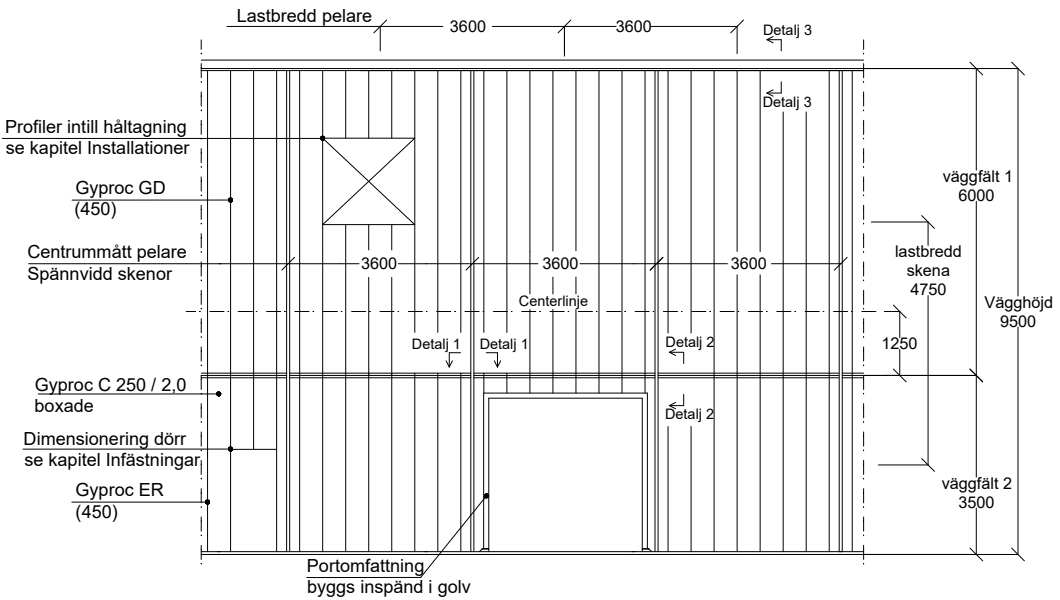 Lastbredd pelare
3600
3600
Detalj 3
Detalj 3
Profiler intill håltagning
se kapitel Installationer
Gyproc GD
(450)
väggfält 1
6000
Centrummått pelare
Spännvidd skenor
3600
3600
3600
lastbredd
skena
4750
Centerlinje
Vägghöjd
9500
1250
Detalj 1
Detalj 1
Detalj 2
Gyproc C 250 / 2,0
boxade
Detalj 2
Dimensionering dörr
se kapitel Infästningar
Gyproc ER
(450)
väggfält 2
3500
Portomfattning
byggs inspänd i golv